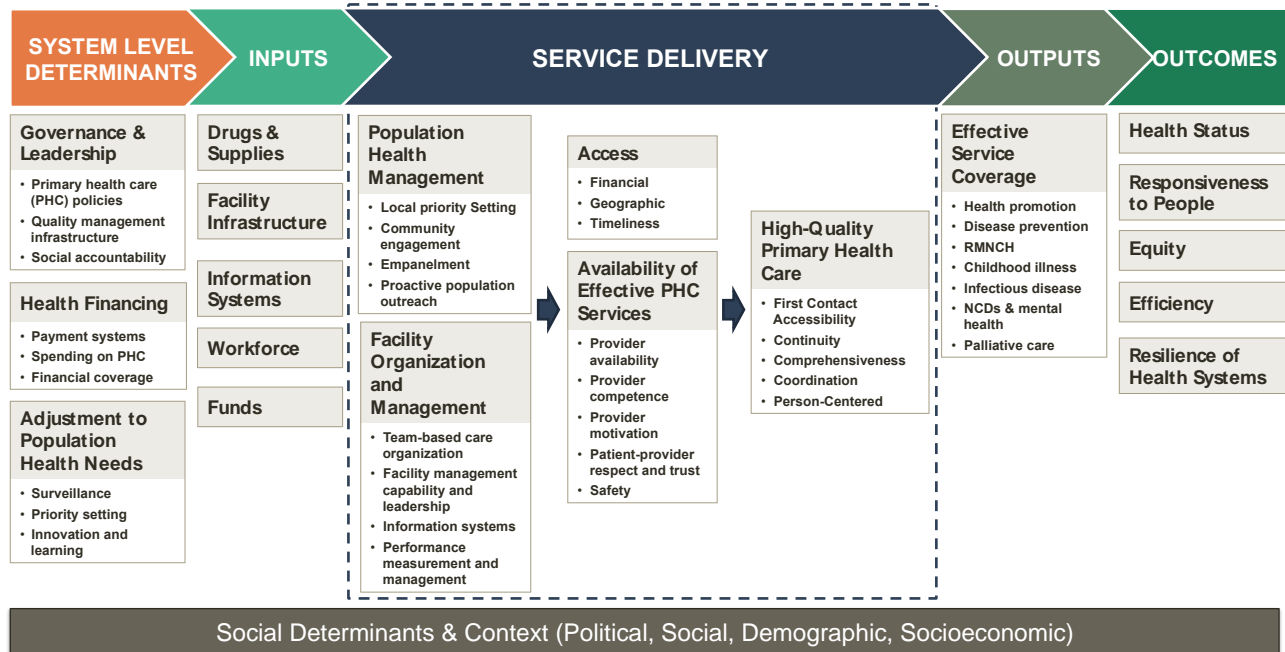 SYSTEM LEVEL
DETERMINANTS
INPUTS
SERVICE DELIVERY
OUTPUTS
OUTCOMES
Governance &
Leadership
• Primary health care
(PHC) policies
• Quality management
infrastructure
• Social accountability
Health Financing
• Payment systems
• Spending on PHC
• Financial coverage
Adjustment to
Population
Health Needs
• Surveillance
• Priority setting
• Innovation and
learning
Drugs &
Supplies
Facility
Infrastructure
Information
Systems
Workforce
Funds
Population
Health
Management
• Local priority Setting
• Community
engagement
• Empanelment
• Proactive population
outreach
Facility
Organization
and
Management
• Team-based care
organization
• Facility management
capability and
leadership
• Information systems
• Performance
measurement and
management
Access
• Financial
• Geographic
• Timeliness
Availability of
Effective PHC
Services
• Provider
availability
• Provider
competence
• Provider
motivation
• Patient-provider
respect and trust
• Safety
High-Quality
Primary Health
Care
• First Contact
Accessibility
• Continuity
• Comprehensiveness
• Coordination
• Person-Centered
Effective
Service
Coverage
• Health promotion
• Disease prevention
• RMNCH
• Childhood illness
• Infectious disease
• NCDs & mental
health
• Palliative care
Health Status
Responsiveness
to People
Equity
Efficiency
Resilience of
Health Systems
Social Determinants & Context (Political, Social, Demographic, Socioeconomic)